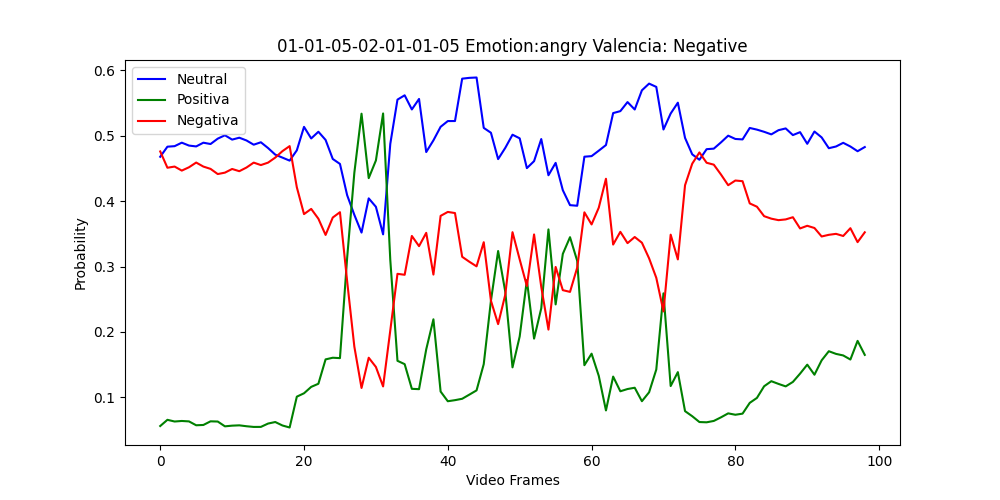 01-01-05-02-01-01-05 Emotion:angry Valencia: Negative
Neutral
Positiva
Negativa
0.6
0.5
0.4
0.3
0.2
0.1
Probability
0
20
40
60
80
100
Video Frames